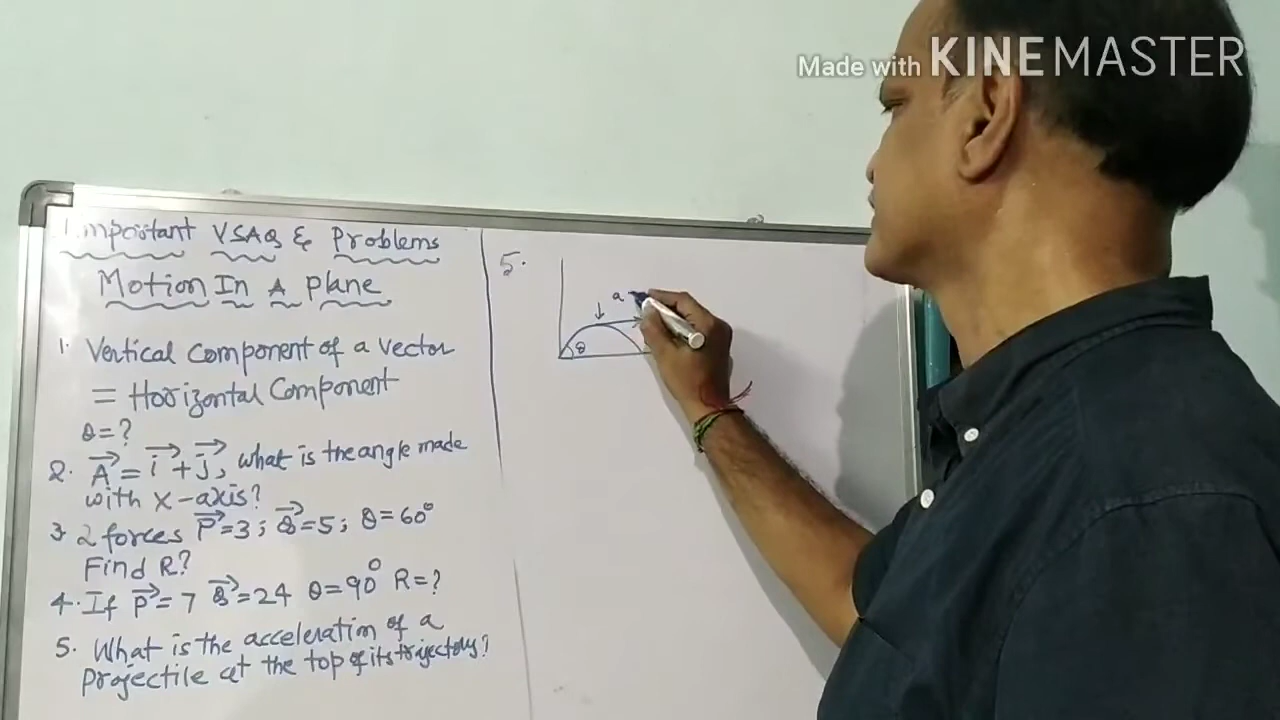 Made with KINEMASTER
Important VSAQ & Problems
Motion In A plane
1. Vertical Component of a Vector
= Horizontal Component
θ=?
2. A⃗ = i⃗ + j⃗, what is the angle made
with x-axis?
3. 2 forces P⃗=3; Q⃗=5; θ=60°
Find R?
4. If P⃗=7 Q⃗=24 θ=90° R=?
5. What is the acceleration of a
projectile at the top of its trajectory?
5.
a
θ